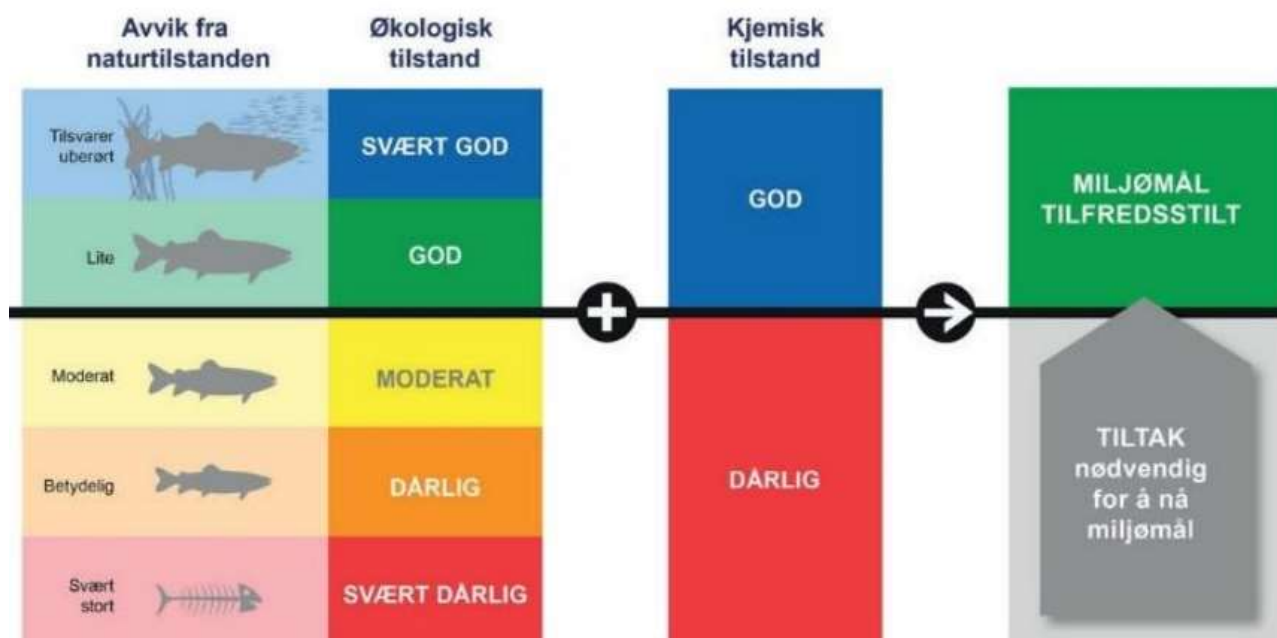 Avvik fra
naturtilstanden
Økologisk
tilstand
Kjemisk
tilstand
Tilsvarer
uberørt
SVÆRT GOD
Lite
GOD
GOD
MILJØMÅL
TILFREDSSTILT
Moderat
MODERAT
Betydelig
DÅRLIG
DÅRLIG
TILTAK
nødvendig
for å nå
miljømål
Svært
stort
SVÆRT DÅRLIG